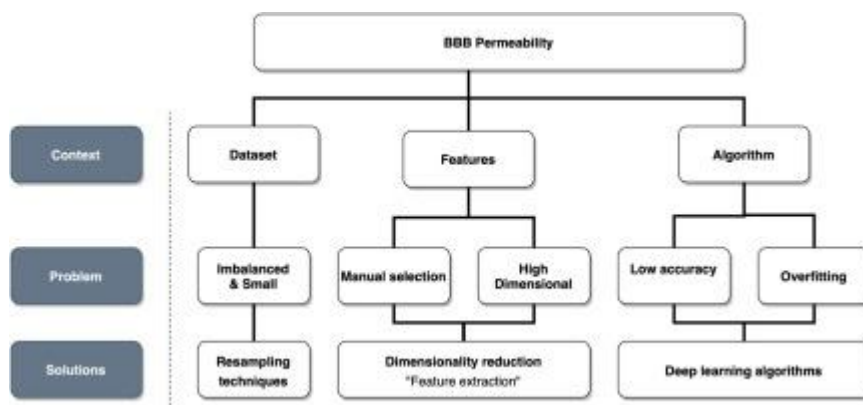 BBB Permeability
Context
Dataset
Features
Algorithm
Problem
Imbalanced
& Small
Manual selection
High
Dimensional
Low accuracy
Overfitting
Solutions
Resampling
techniques
Dimensionality reduction
"Feature extraction"
Deep learning algorithms